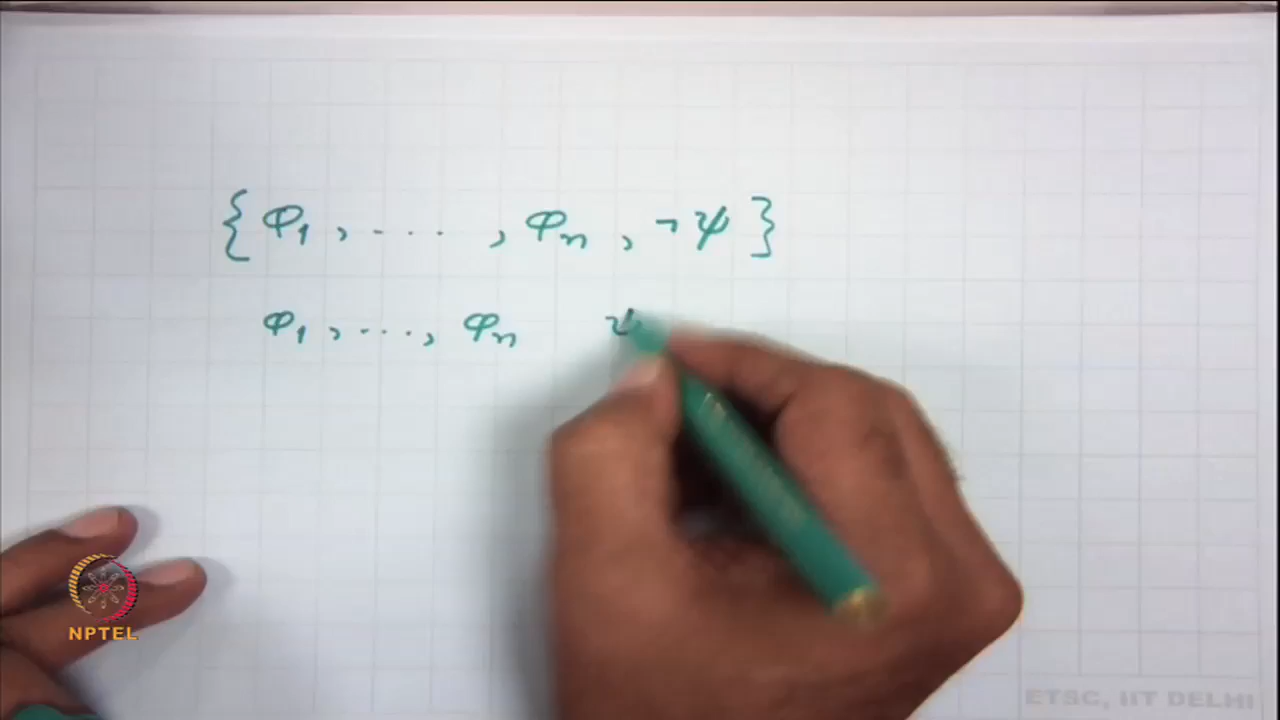 { φ₁ , ... , φₙ , ¬ψ }
φ₁ , ... , φₙ ψ
NPTEL
ETSC, IIT DELHI